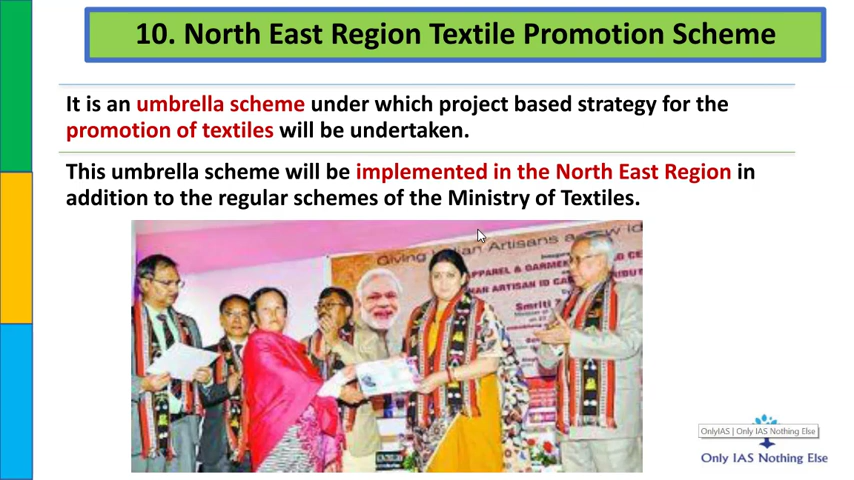 10. North East Region Textile Promotion Scheme
It is an umbrella scheme under which project based strategy for the
promotion of textiles will be undertaken.
This umbrella scheme will be implemented in the North East Region in
addition to the regular schemes of the Ministry of Textiles.
Giving Indian Artisans a
APPAREL & GARMENT
ARTISAN ID
Smriti
OnlyIAS | Only IAS Nothing Else
Only IAS Nothing Else